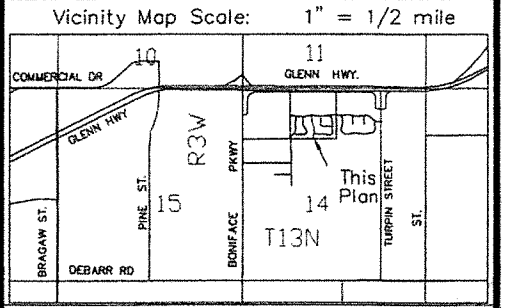 Vicinity Map Scale: 1" = 1/2 mile
10
11
COMMERCIAL DR
GLENN HWY.
GLENN HWY
R3W
PINE ST.
15
BONIFACE PKWY
This
Plan
14
T13N
TURPIN STREET
ST.
BRAGAW ST.
DEBARR RD